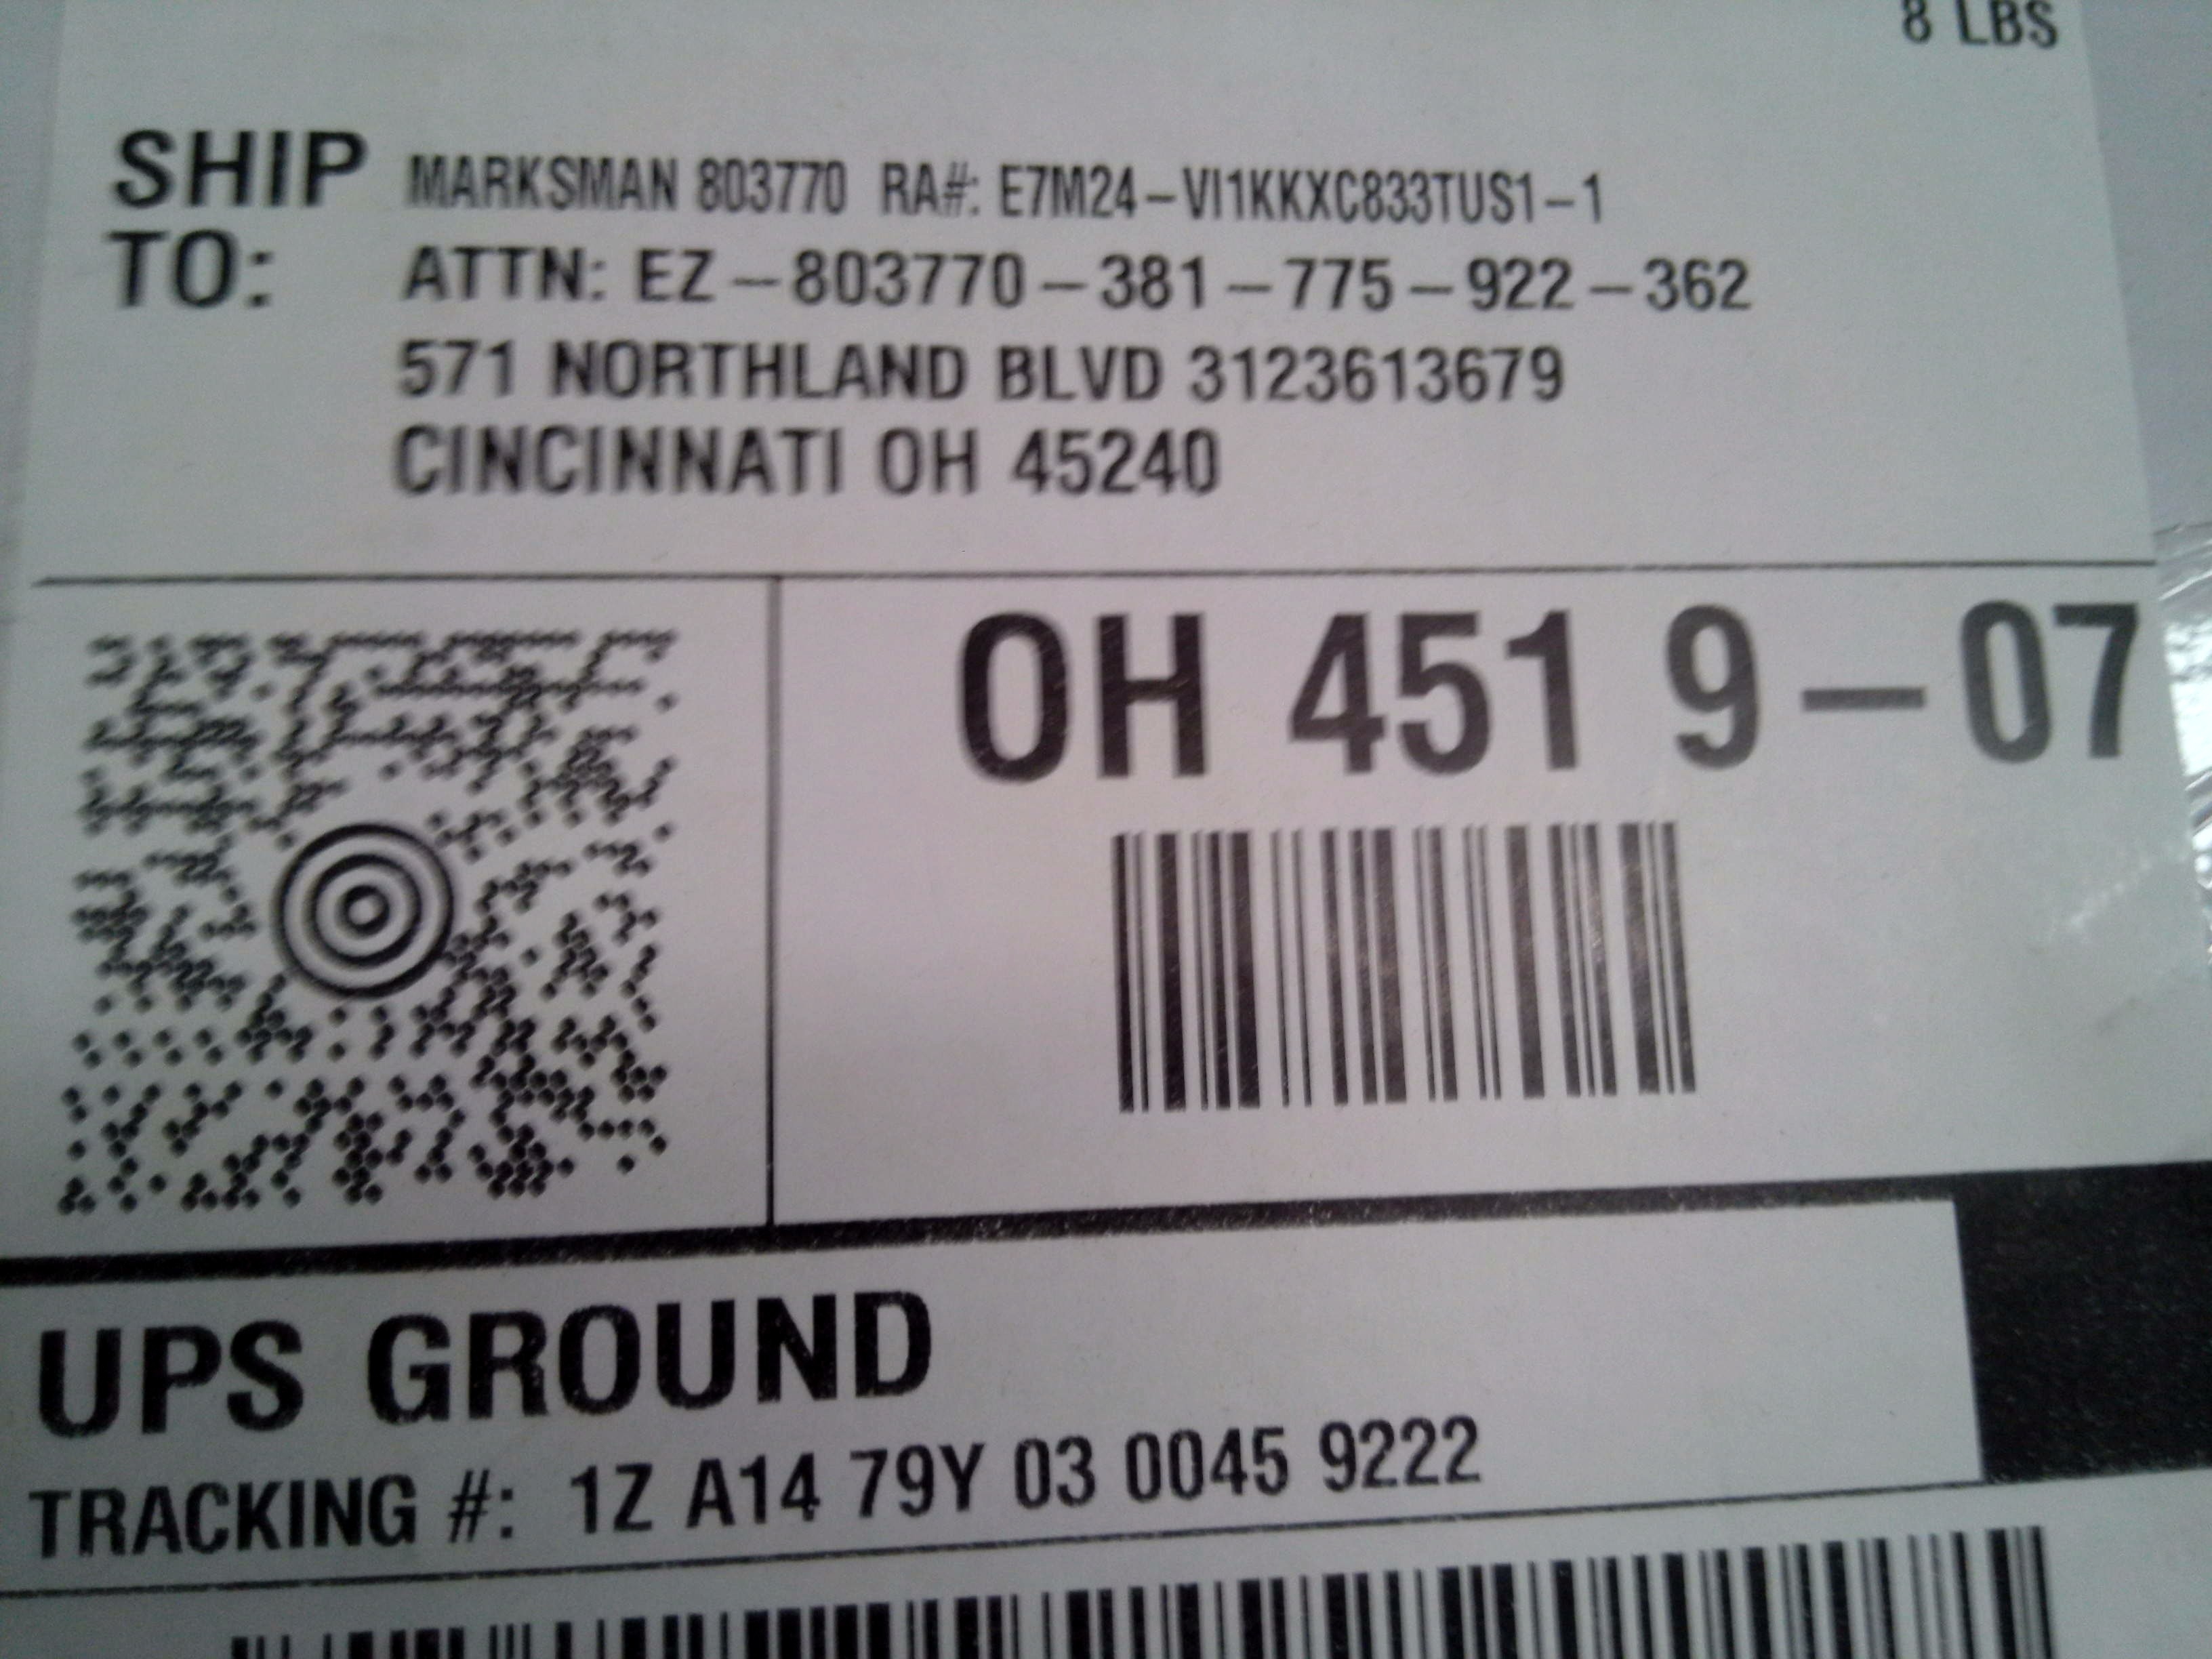 8 LBS
SHIP TO:
MARKSMAN 803770 RA#: E7M24-VI1KKXC833TUS1-1
ATTN: EZ-803770-381-775-922-362
571 NORTHLAND BLVD 3123613679
CINCINNATI OH 45240
OH 451 9-07
UPS GROUND
TRACKING #: 1Z A14 79Y 03 0045 9222